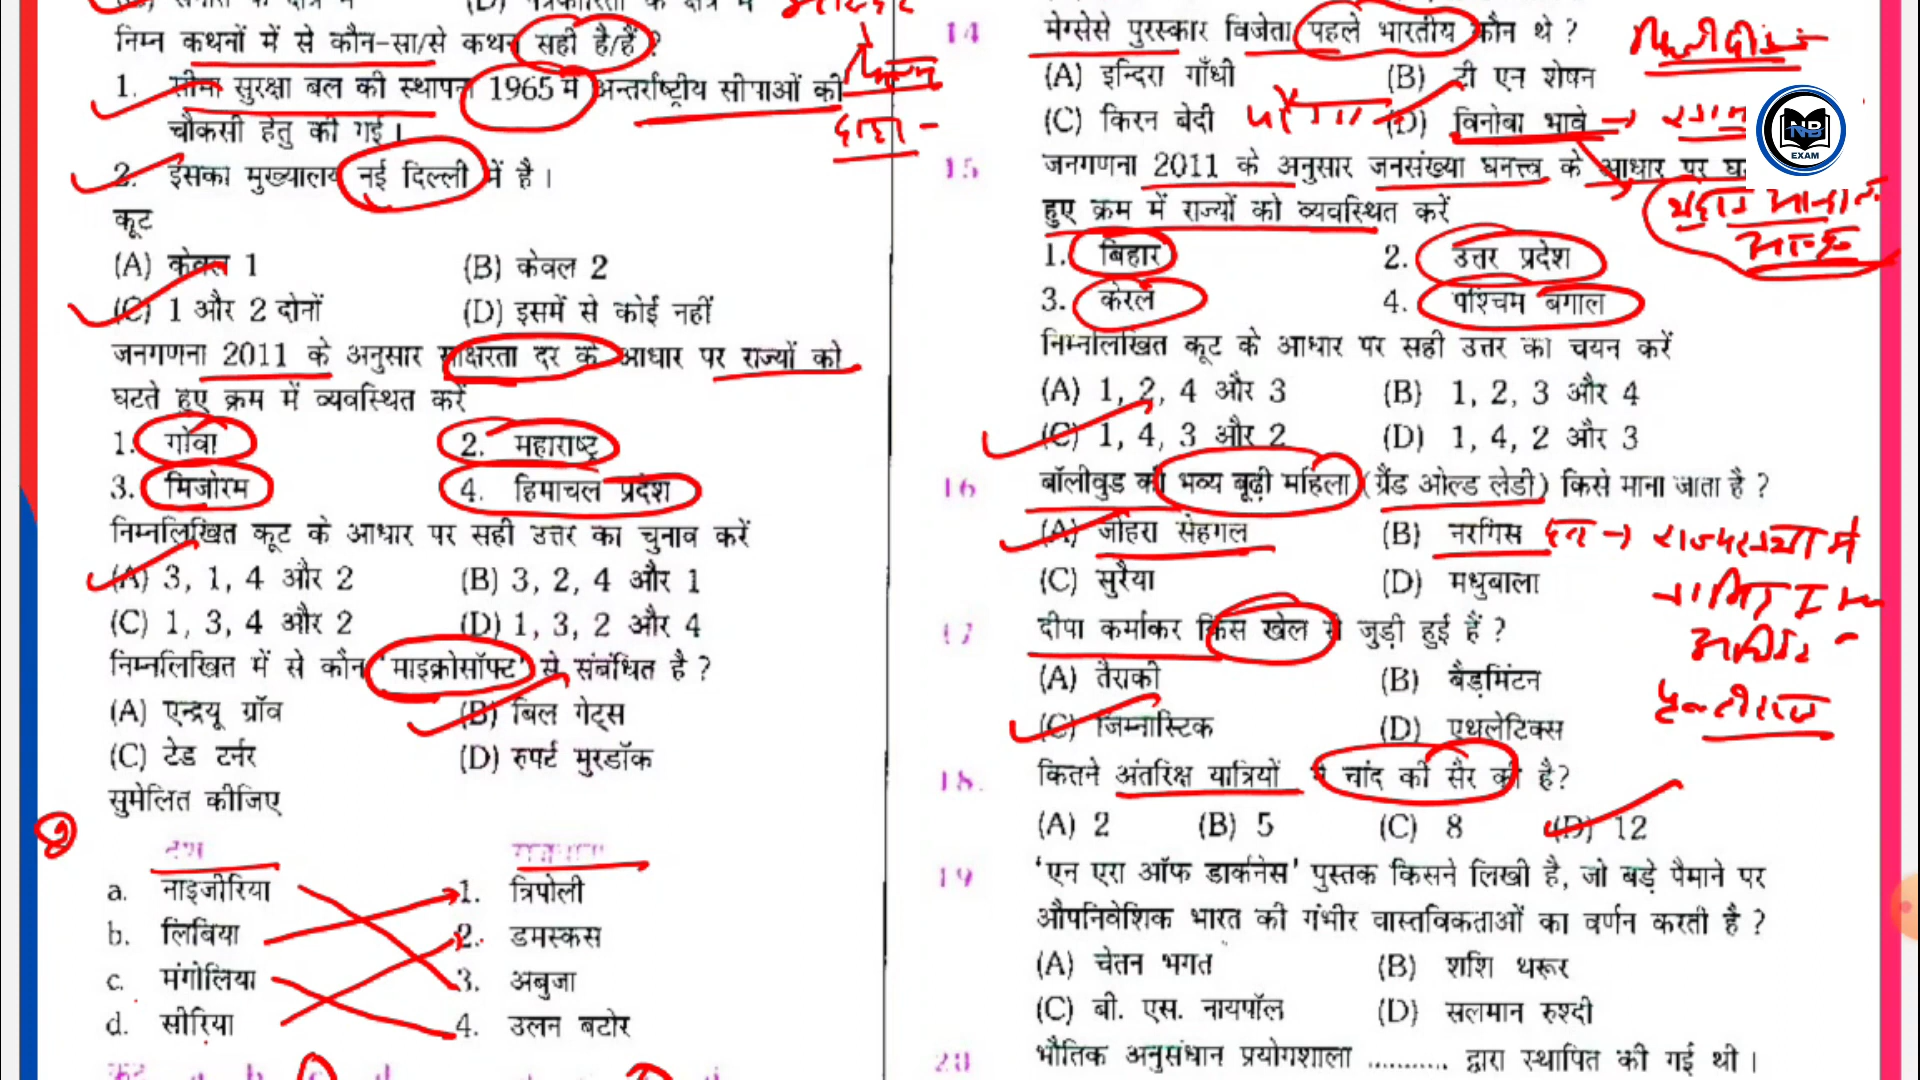 निम्न कथनों में से कौन-सा/से कथन सही है/हैं ?
1. सीमा सुरक्षा बल की स्थापना 1965 में अन्तर्राष्ट्रीय सीमाओं की
चौकसी हेतु की गई।
2. इसका मुख्यालय नई दिल्ली में है।
कूट
(A) केवल 1 (B) केवल 2
(C) 1 और 2 दोनों (D) इसमें से कोई नहीं
जनगणना 2011 के अनुसार साक्षरता दर के आधार पर राज्यों को
घटते हुए क्रम में व्यवस्थित करें
1. गोवा 2. महाराष्ट्र
3. मिजोरम 4. हिमाचल प्रदेश
निम्नलिखित कूट के आधार पर सही उत्तर का चुनाव करें
(A) 3, 1, 4 और 2 (B) 3, 2, 4 और 1
(C) 1, 3, 4 और 2 (D) 1, 3, 2 और 4
निम्नलिखित में से कौन 'माइक्रोसॉफ्ट' से संबंधित है ?
(A) एन्द्रयू ग्रॉव (B) बिल गेट्स
(C) टेड टर्नर (D) रुपर्ट मुरडॉक
सुमेलित कीजिए
a. नाइजीरिया 1. त्रिपोली
b. लिबिया 2. डमस्कस
c. मंगोलिया 3. अबुजा
d. सीरिया 4. उलन बटोर
14 मेग्सेसे पुरस्कार विजेता पहले भारतीय कौन थे ?
(A) इन्दिरा गाँधी (B) टी एन शेषन
(C) किरन बेदी (D) विनोबा भावे
NB
EXAM
15 जनगणना 2011 के अनुसार जनसंख्या घनत्त्व के आधार पर
हुए क्रम में राज्यों को व्यवस्थित करें
1. बिहार 2. उत्तर प्रदेश
3. केरल 4. पश्चिम बंगाल
निम्नलिखित कूट के आधार पर सही उत्तर का चयन करें
(A) 1, 2, 4 और 3 (B) 1, 2, 3 और 4
(C) 1, 4, 3 और 2 (D) 1, 4, 2 और 3
16 बॉलीवुड की भव्य बूढ़ी महिला (ग्रैंड ओल्ड लेडी) किसे माना जाता है ?
(A) जोहरा सेहगल (B) नरगिस
(C) सुरैया (D) मधुबाला
17 दीपा कर्माकर किस खेल से जुड़ी हुई हैं ?
(A) तैराकी (B) बैड़मिंटन
(C) जिम्नास्टिक (D) एथलेटिक्स
18. कितने अंतरिक्ष यात्रियों ने चांद की सैर की है?
(A) 2 (B) 5 (C) 8 (D) 12
19 'एन एरा ऑफ डार्कनेस' पुस्तक किसने लिखी है, जो बड़े पैमाने पर
औपनिवेशिक भारत की गंभीर वास्तविकताओं का वर्णन करती है ?
(A) चेतन भगत (B) शशि थरूर
(C) बी. एस. नायपॉल (D) सलमान रुश्दी
20 भौतिक अनुसंधान प्रयोगशाला ........... द्वारा स्थापित की गई थी।